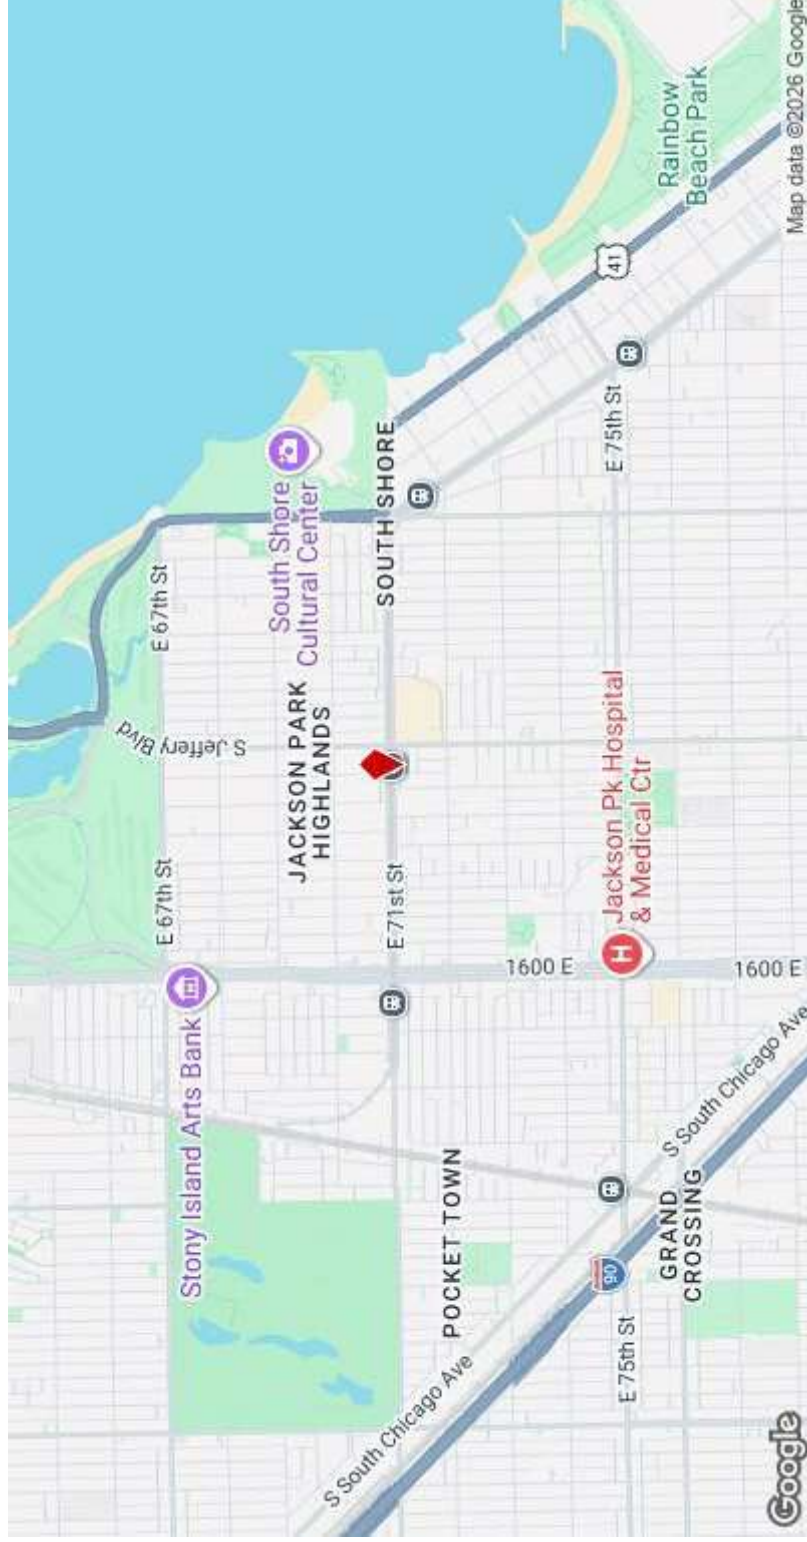 E 67th St
E 67th St
S Jeffery Blvd
Stony Island Arts Bank
JACKSON PARK
HIGHLANDS
South Shore
Cultural Center
E 71st St
SOUTH SHORE
S South Chicago Ave
POCKET TOWN
1600 E
E 75th St
90
Jackson Pk Hospital
& Medical Ctr
H
E 75th St
41
GRAND
CROSSING
S South Chicago Ave
1600 E
Rainbow
Beach Park
Google
Map data ©2026 Google